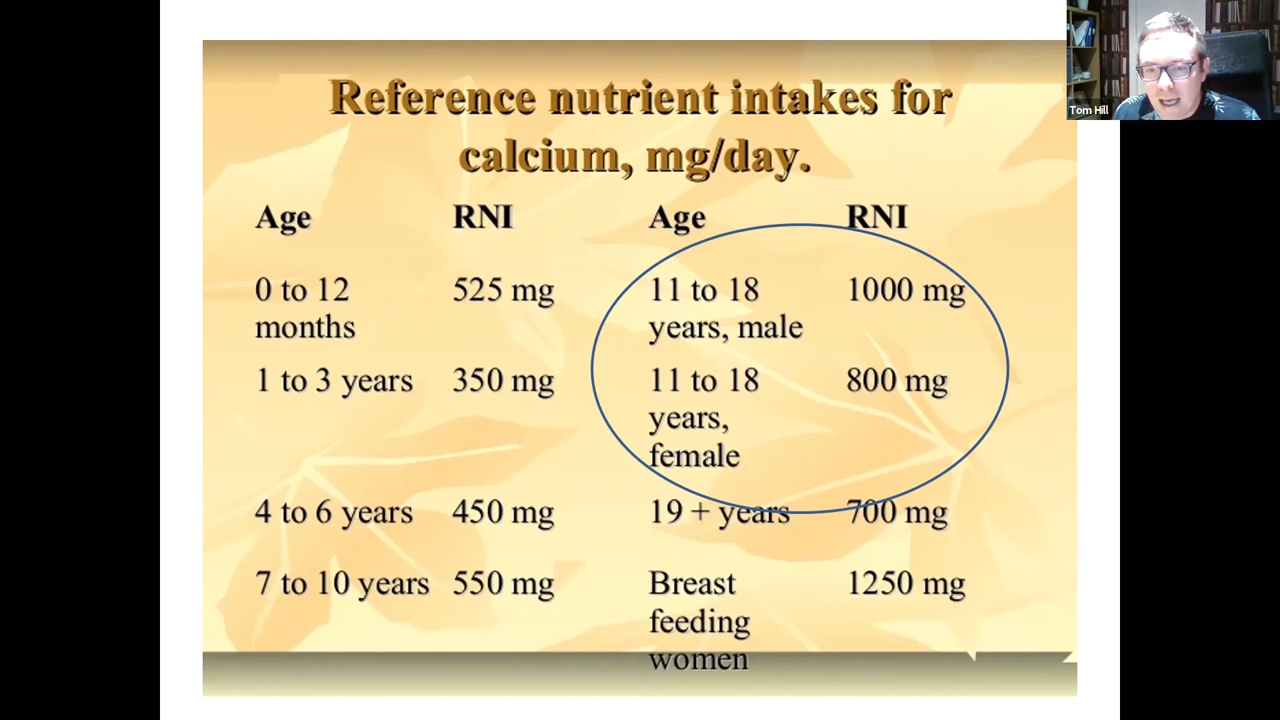 Reference nutrient intakes for
calcium, mg/day.
Age RNI Age RNI
0 to 12 525 mg 11 to 18 1000 mg
months years, male
1 to 3 years 350 mg 11 to 18 800 mg
years,
female
4 to 6 years 450 mg 19 + years 700 mg
7 to 10 years 550 mg Breast 1250 mg
feeding
women
Tom Hill